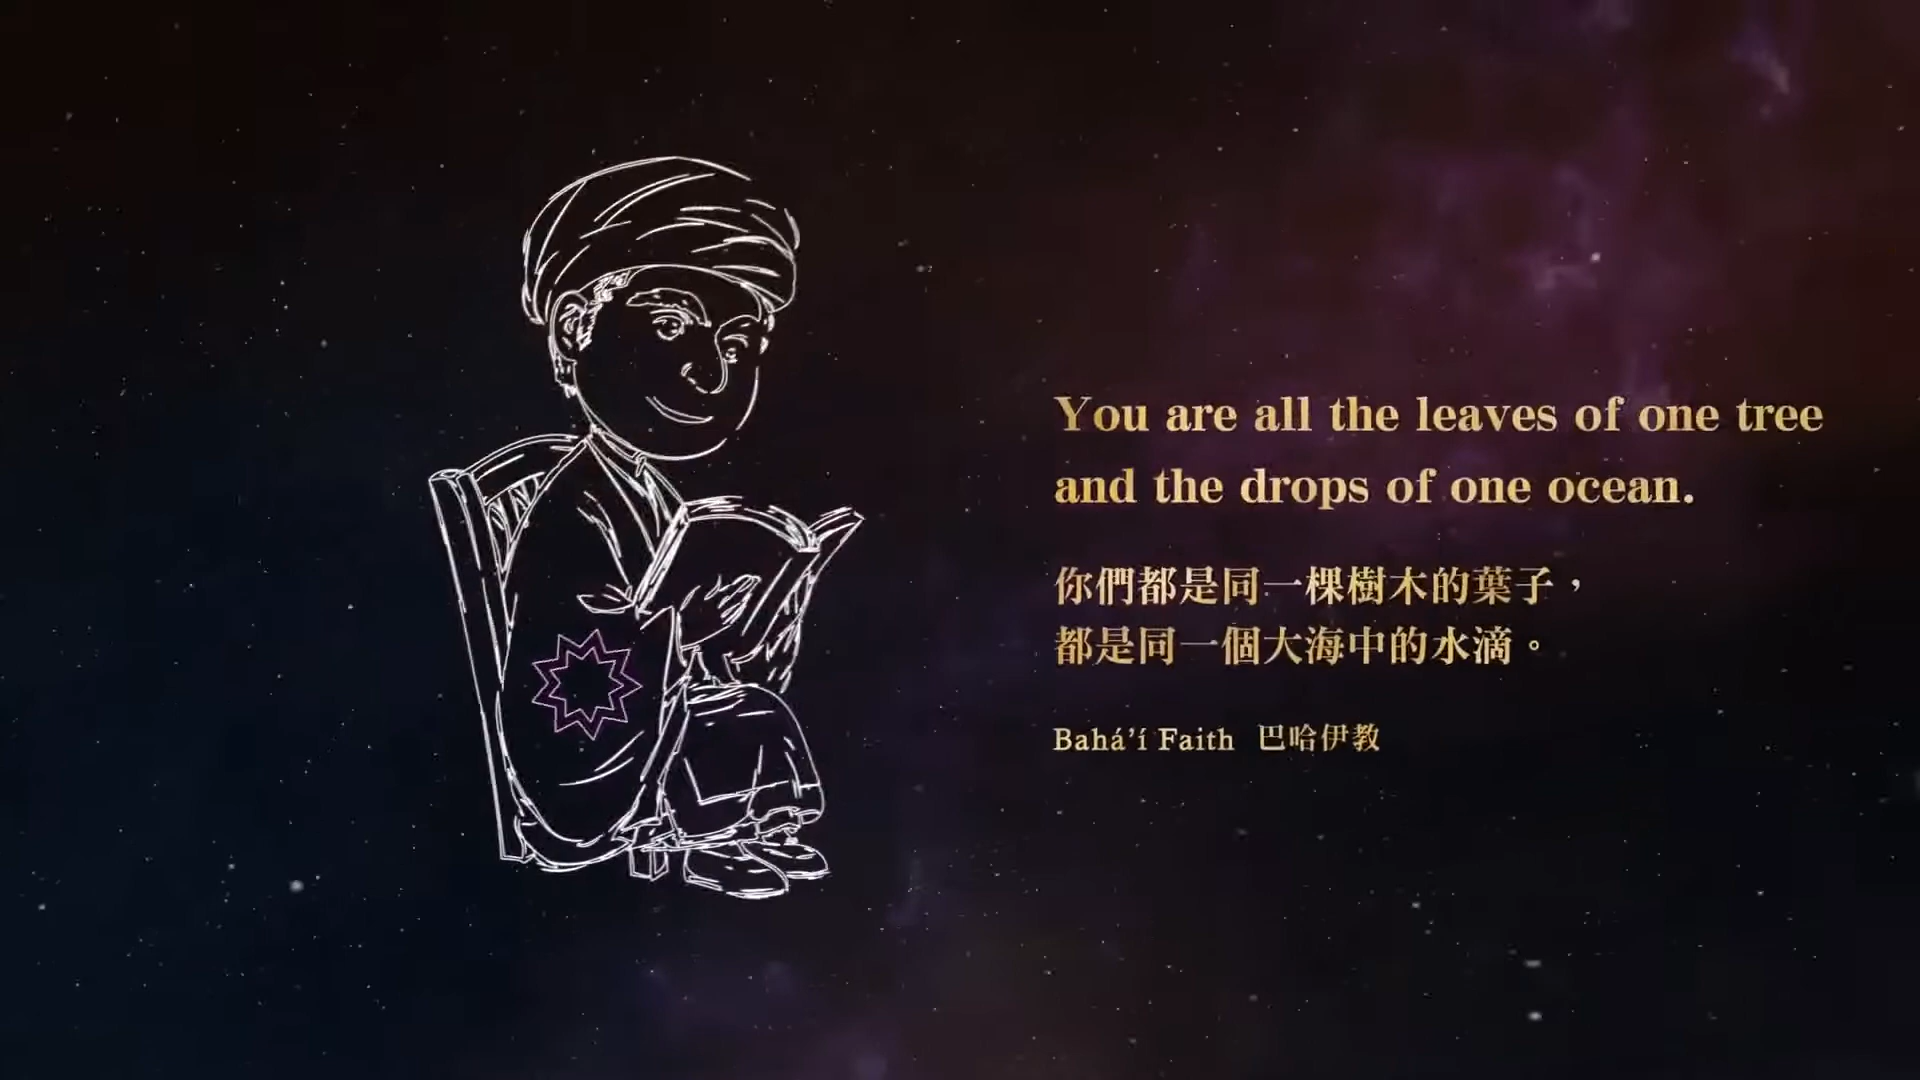 You are all the leaves of one tree
and the drops of one ocean.
你們都是同一棵樹木的葉子，
都是同一個大海中的水滴。
Bahá’í Faith 巴哈伊教